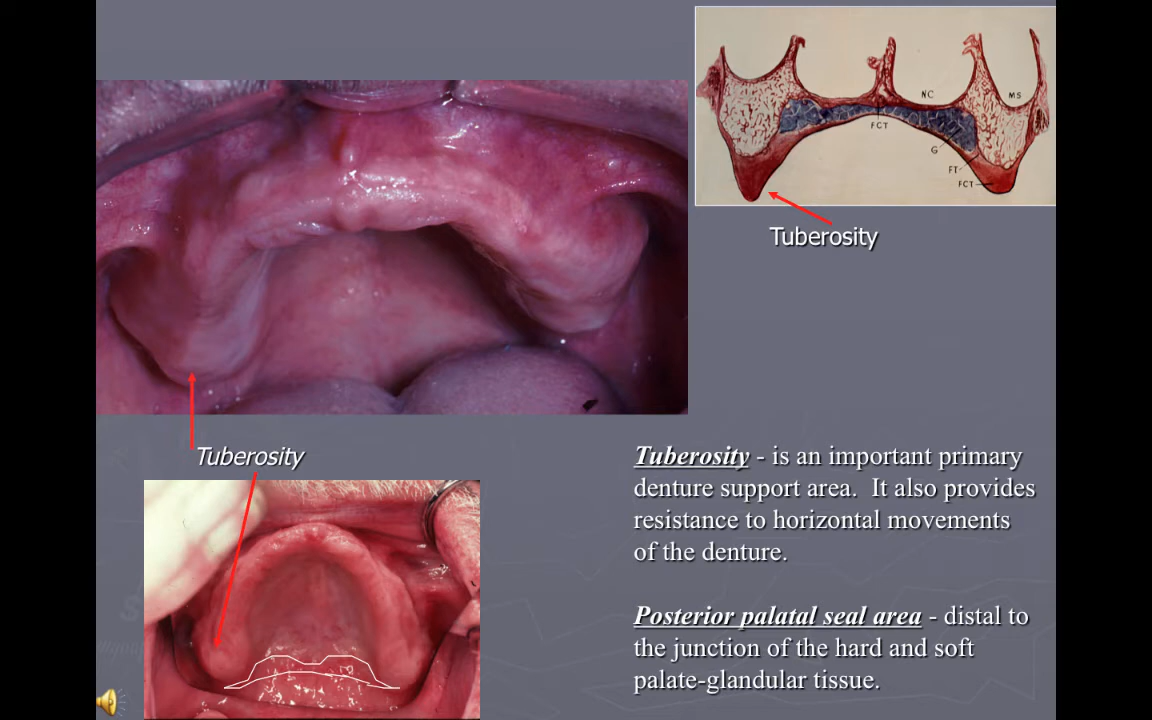 NC
MS
FCT
G
FT
FCT
Tuberosity
Tuberosity
Tuberosity - is an important primary
denture support area. It also provides
resistance to horizontal movements
of the denture.
Posterior palatal seal area - distal to
the junction of the hard and soft
palate-glandular tissue.